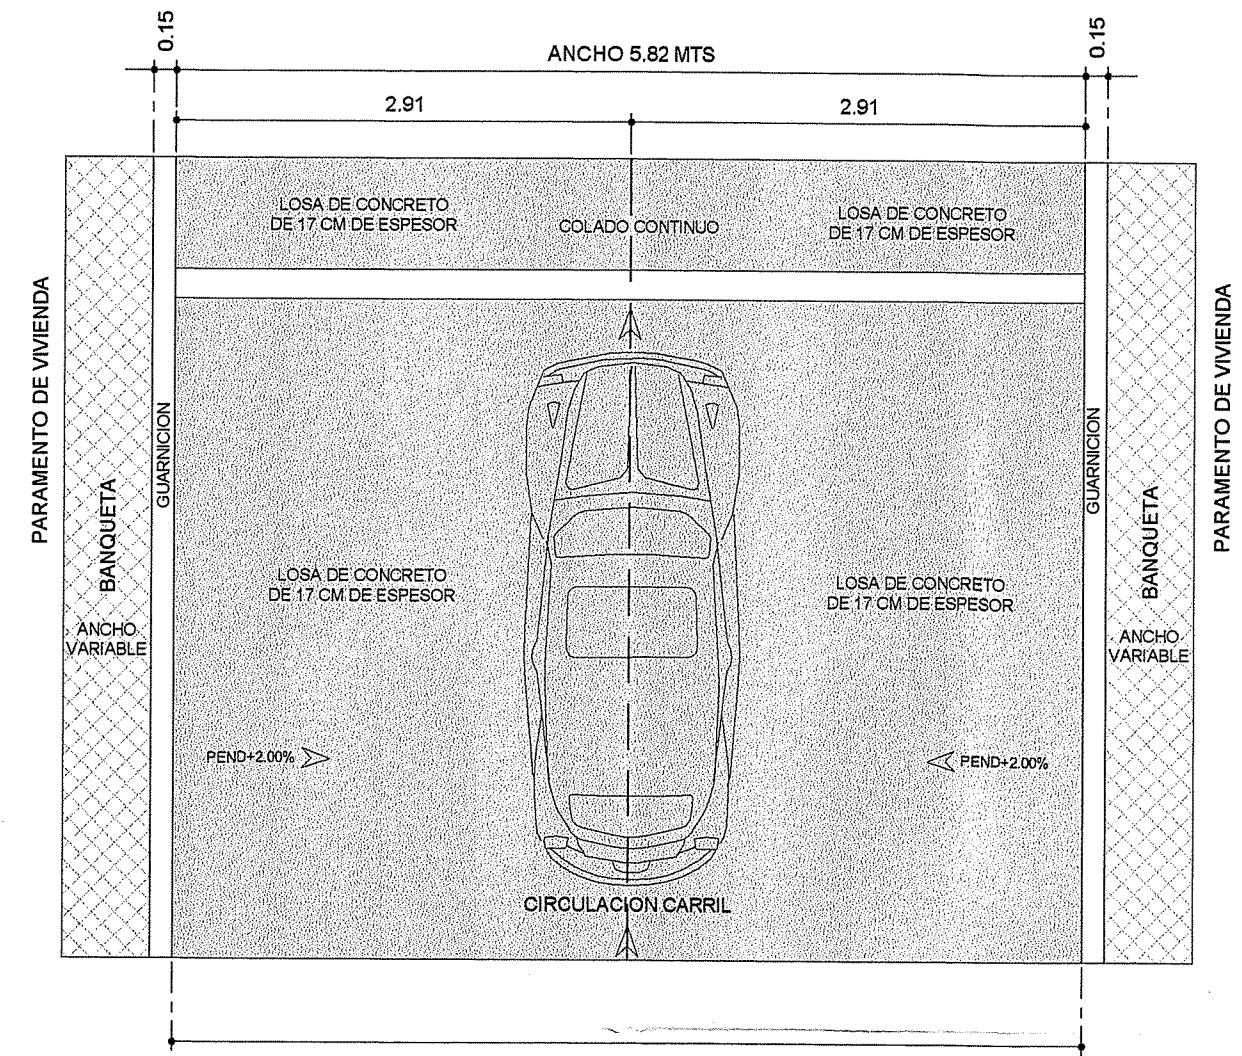 0.15
ANCHO 5.82 MTS
0.15
2.91
2.91
LOSA DE CONCRETO
DE 17 CM DE ESPESOR
COLADO CONTINUO
LOSA DE CONCRETO
DE 17 CM DE ESPESOR
PARAMENTO DE VIVIENDA
BANQUETA
ANCHO
VARIABLE
GUARNICION
LOSA DE CONCRETO
DE 17 CM DE ESPESOR
LOSA DE CONCRETO
DE 17 CM DE ESPESOR
GUARNICION
BANQUETA
ANCHO
VARIABLE
PARAMENTO DE VIVIENDA
PEND+2.00%
PEND+2.00%
CIRCULACION CARRIL